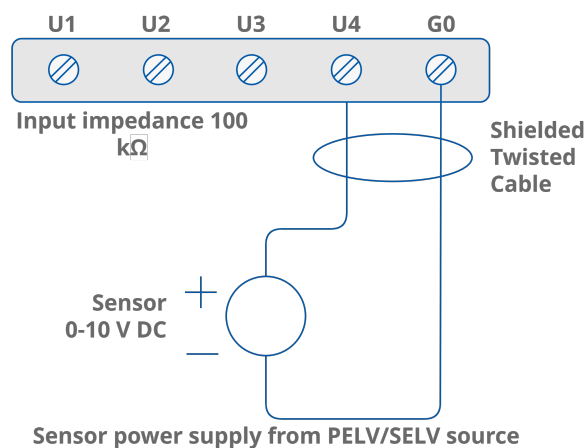 U1 U2 U3 U4 G0
Input impedance 100
kΩ
Shielded
Twisted
Cable
Sensor
0-10 V DC
Sensor power supply from PELV/SELV source